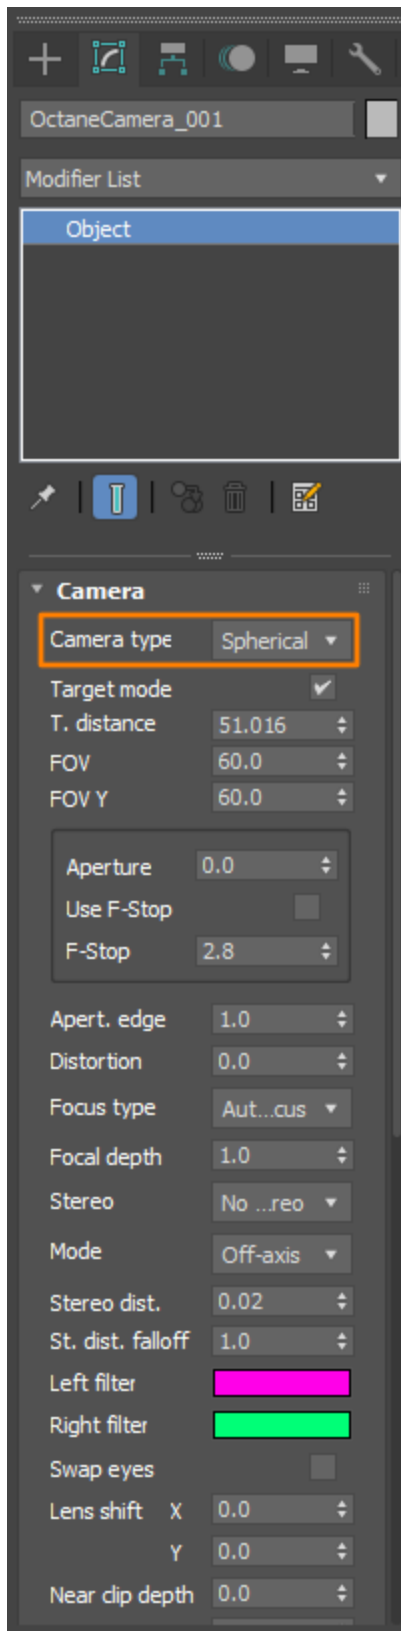 OctaneCamera_001
Modifier List
Object
Camera
Camera type Spherical
Target mode
T. distance 51.016
FOV 60.0
FOV Y 60.0
Aperture 0.0
Use F-Stop
F-Stop 2.8
Apert. edge 1.0
Distortion 0.0
Focus type Aut...cus
Focal depth 1.0
Stereo No ...reo
Mode Off-axis
Stereo dist. 0.02
St. dist. falloff 1.0
Left filter
Right filter
Swap eyes
Lens shift X 0.0
Y 0.0
Near clip depth 0.0